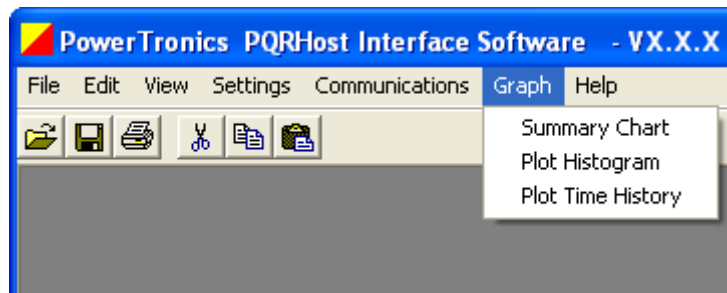 PowerTronics PQRHost Interface Software - VX.X.X
File Edit View Settings Communications Graph Help
Summary Chart
Plot Histogram
Plot Time History